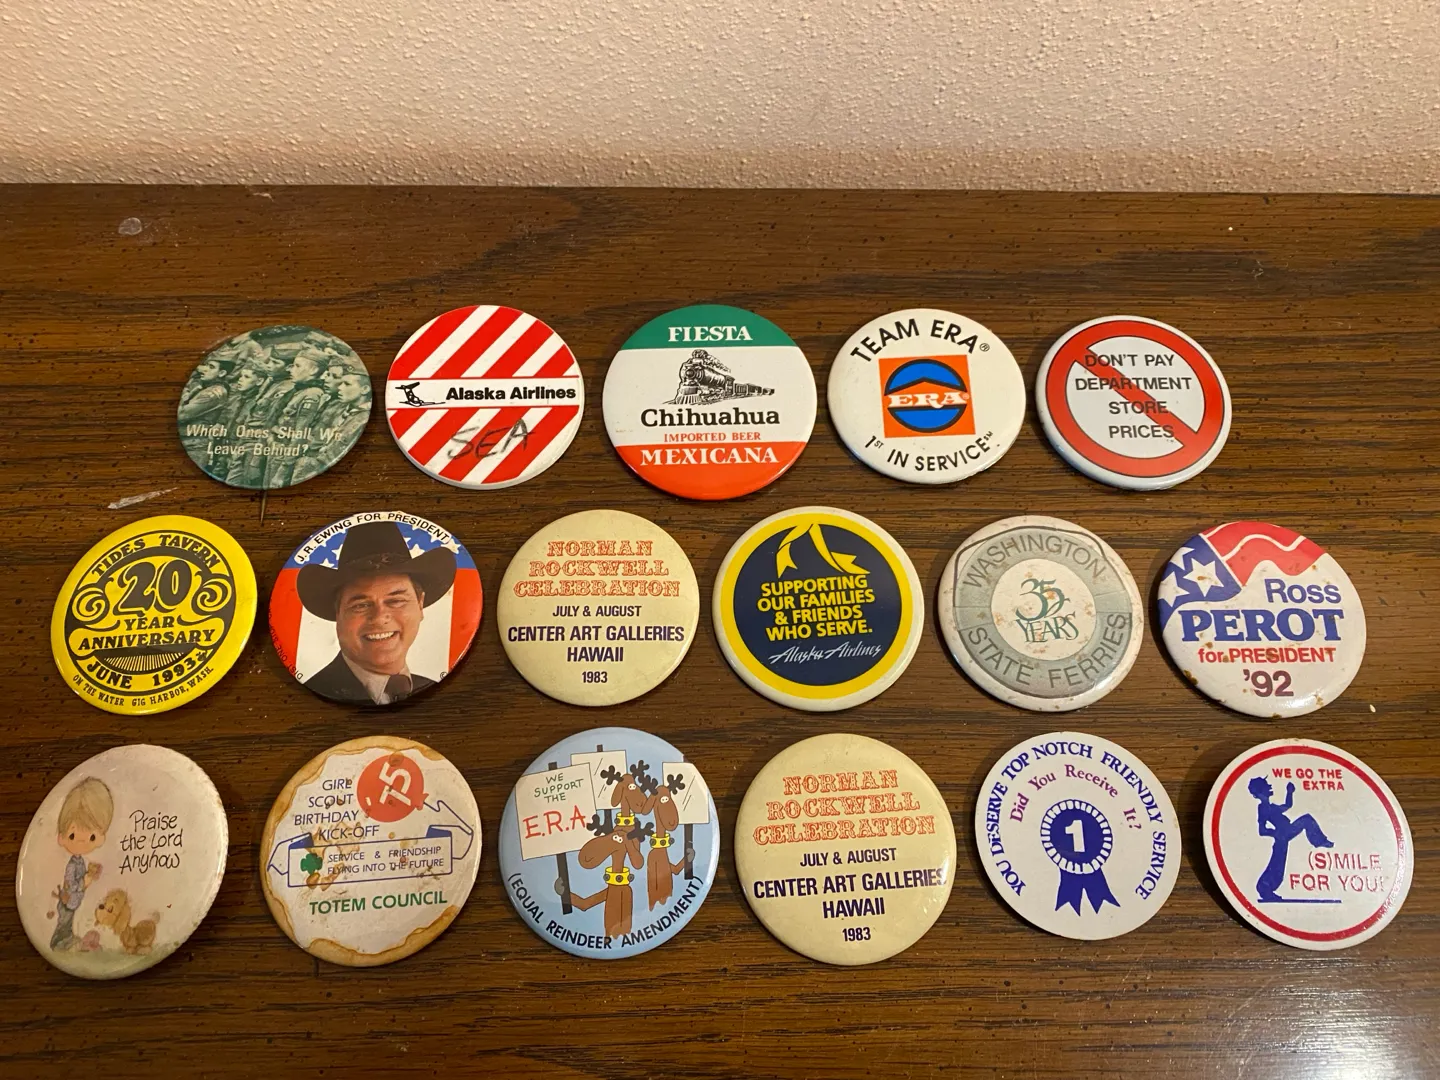 Which Ones Shall We
Leave Behind?
Alaska Airlines
SEA
FIESTA
Chihuahua
IMPORTED BEER
MEXICANA
TEAM ERA®
ERA®
1ST IN SERVICE℠
DON'T PAY
DEPARTMENT
STORE
PRICES
TIDES TAVERN
20
YEAR
ANNIVERSARY
JUNE 1993
ON THE WATER GIG HARBOR, WASH.
J.R. EWING FOR PRESIDENT
NORMAN
ROCKWELL
CELEBRATION
JULY & AUGUST
CENTER ART GALLERIES
HAWAII
1983
SUPPORTING
OUR FAMILIES
& FRIENDS
WHO SERVE.
Alaska Airlines
WASHINGTON
35
YEARS
STATE FERRIES
Ross
PEROT
for PRESIDENT
'92
Praise
the Lord
Anyhow
75
GIRL
SCOUT
BIRTHDAY
KICK-OFF
SERVICE & FRIENDSHIP
FLYING INTO THE FUTURE
TOTEM COUNCIL
WE
SUPPORT
THE
E.R.A.
(EQUAL REINDEER AMENDMENT)
NORMAN
ROCKWELL
CELEBRATION
JULY & AUGUST
CENTER ART GALLERIES
HAWAII
1983
YOU DESERVE TOP NOTCH FRIENDLY SERVICE
Did You Receive It?
1
WE GO THE
EXTRA
(S)MILE
FOR YOU!